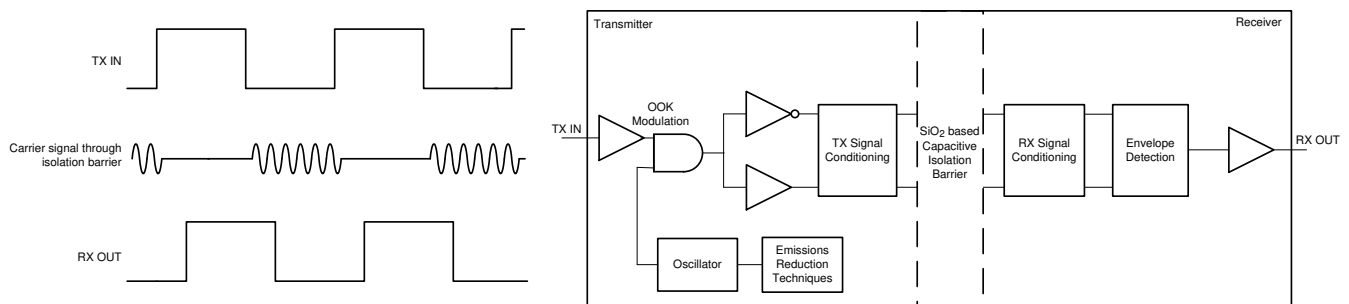 TX IN
Carrier signal through
isolation barrier
RX OUT
Transmitter
Receiver
TX IN
OOK
Modulation
TX Signal
Conditioning
SiO2 based
Capacitive
Isolation
Barrier
RX Signal
Conditioning
Envelope
Detection
RX OUT
Oscillator
Emissions
Reduction
Techniques